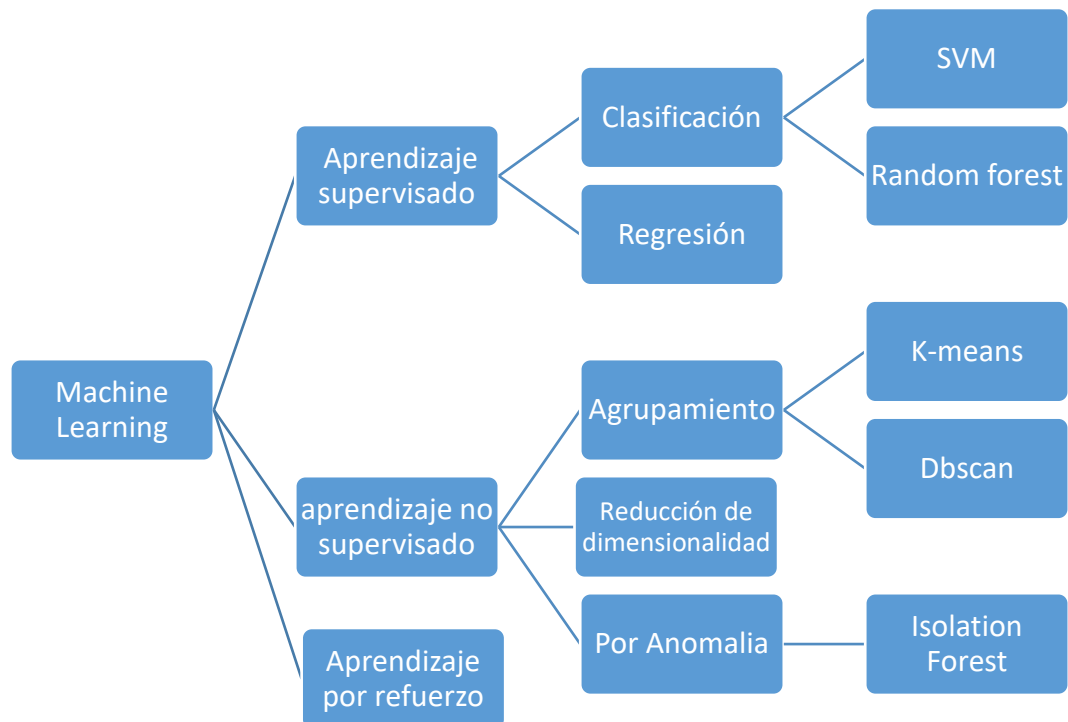 Machine
Learning
Aprendizaje
supervisado
Clasificación
SVM
Random forest
Regresión
aprendizaje no
supervisado
Agrupamiento
K-means
Dbscan
Reducción de
dimensionalidad
Por Anomalia
Isolation
Forest
Aprendizaje
por refuerzo